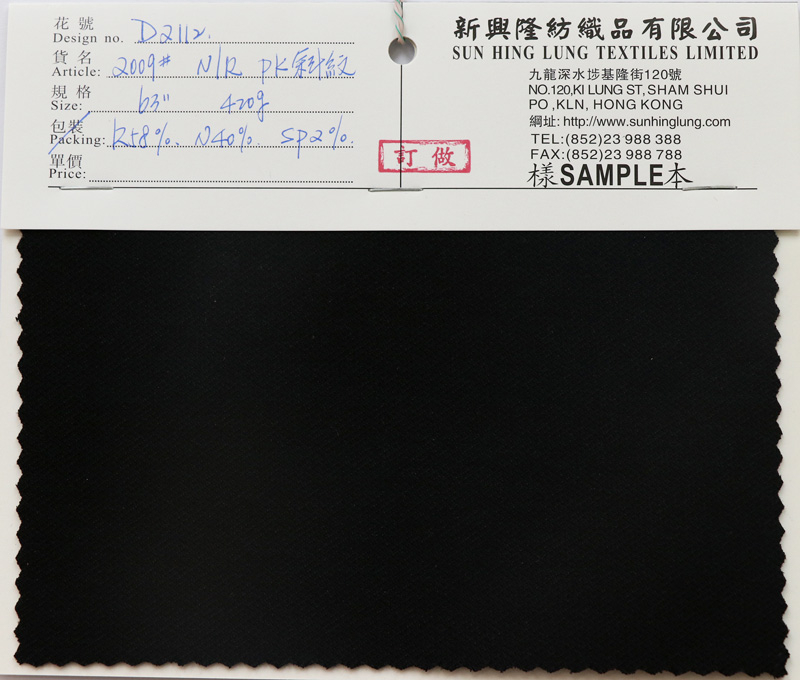 花號
Design no. D2112.
貨名
Article: 2009# N/R PK斜紋
規格
Size: 63" 420g
包裝
Packing: R58%. N40%. SP2%.
單價
Price:
訂做
新興隆紡織品有限公司
SUN HING LUNG TEXTILES LIMITED
九龍深水埗基隆街120號
NO.120,KI LUNG ST, SHAM SHUI
PO ,KLN, HONG KONG
網址: http://www.sunhinglung.com
TEL:(852)23 988 388
FAX:(852)23 988 788
樣SAMPLE本